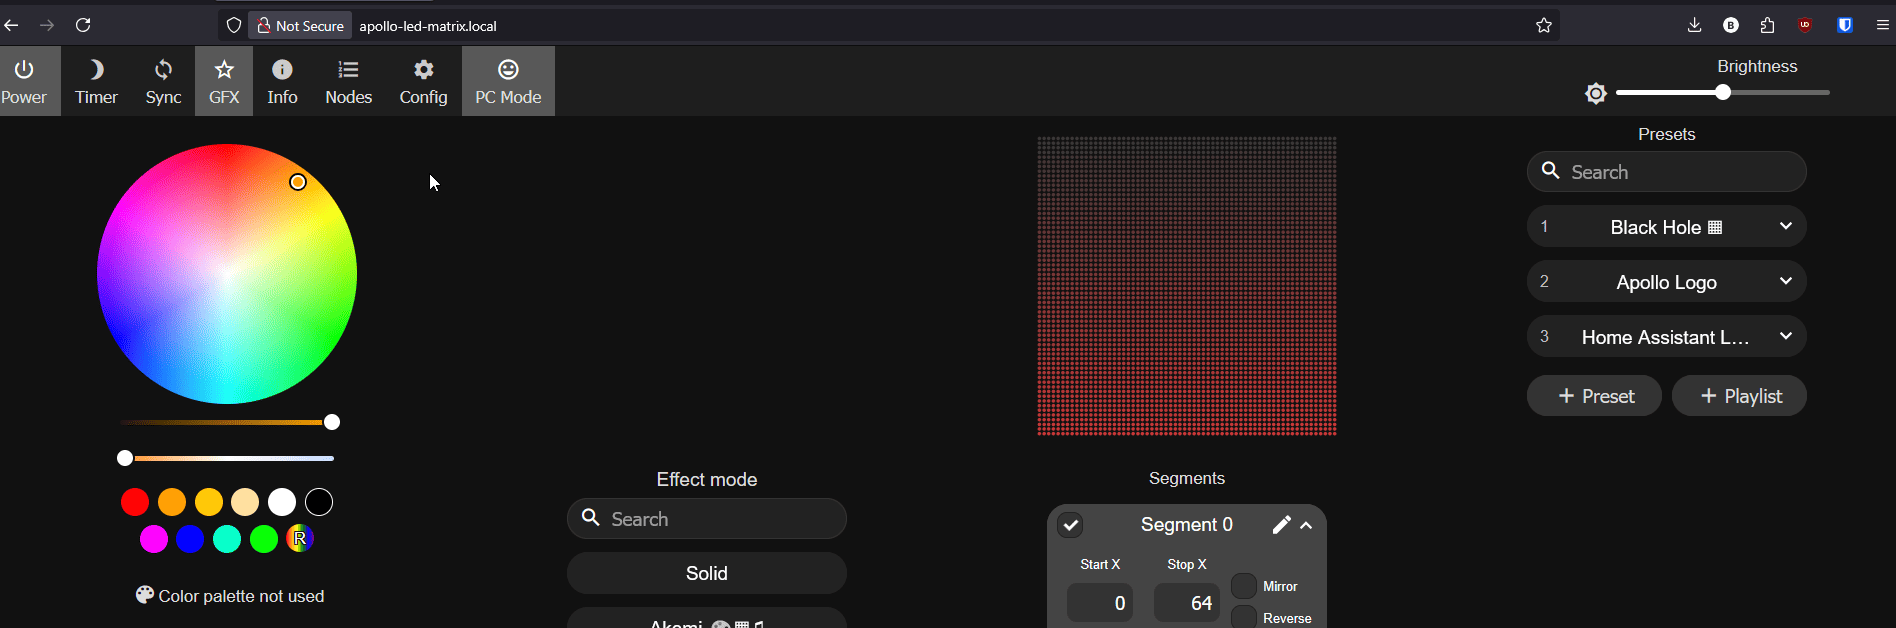 Not Secure apollo-led-matrix.local
Power Timer Sync GFX Info Nodes Config PC Mode
Brightness
Presets
Search
1 Black Hole
2 Apollo Logo
3 Home Assistant L...
+ Preset + Playlist
R
Color palette not used
Effect mode
Search
Solid
Akemi
Segments
Segment 0
Start X Stop X
0 64
Mirror
Reverse